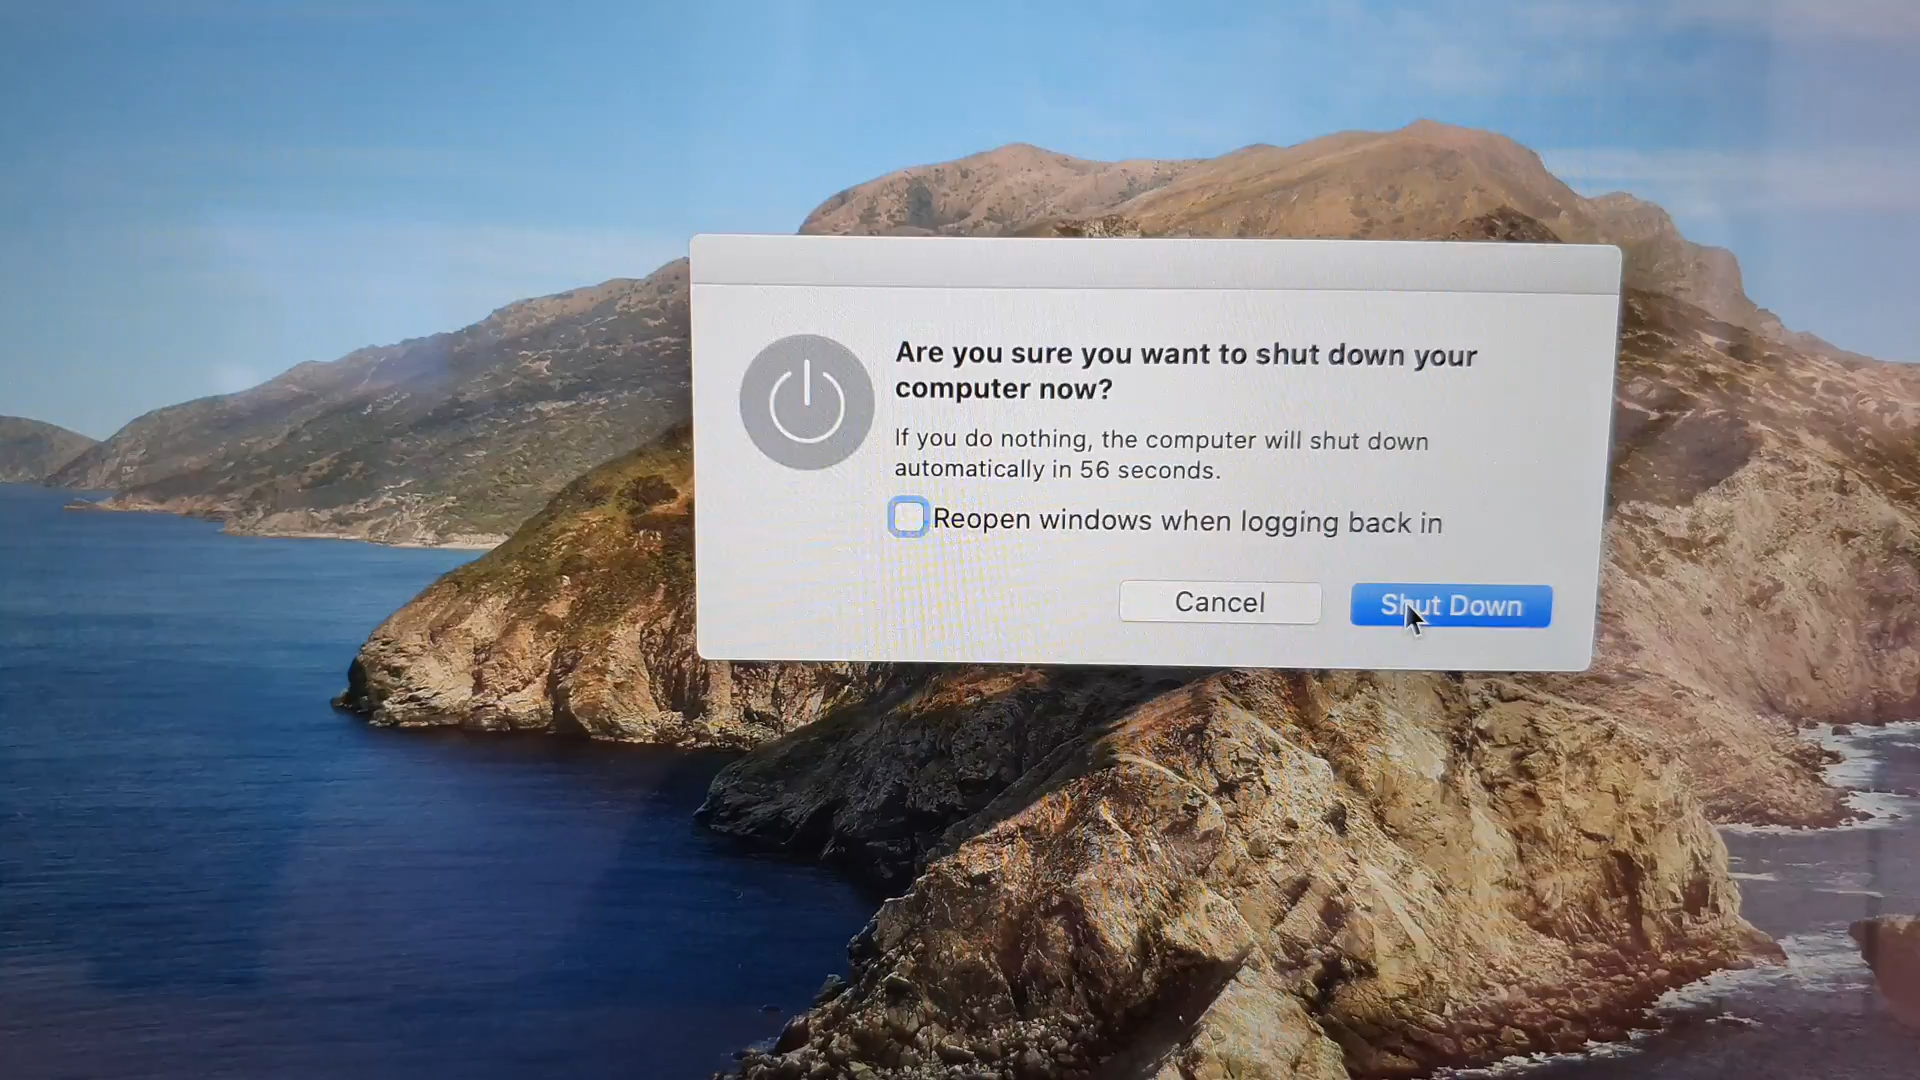 Are you sure you want to shut down your
computer now?
If you do nothing, the computer will shut down
automatically in 56 seconds.
Reopen windows when logging back in
Cancel
Shut Down